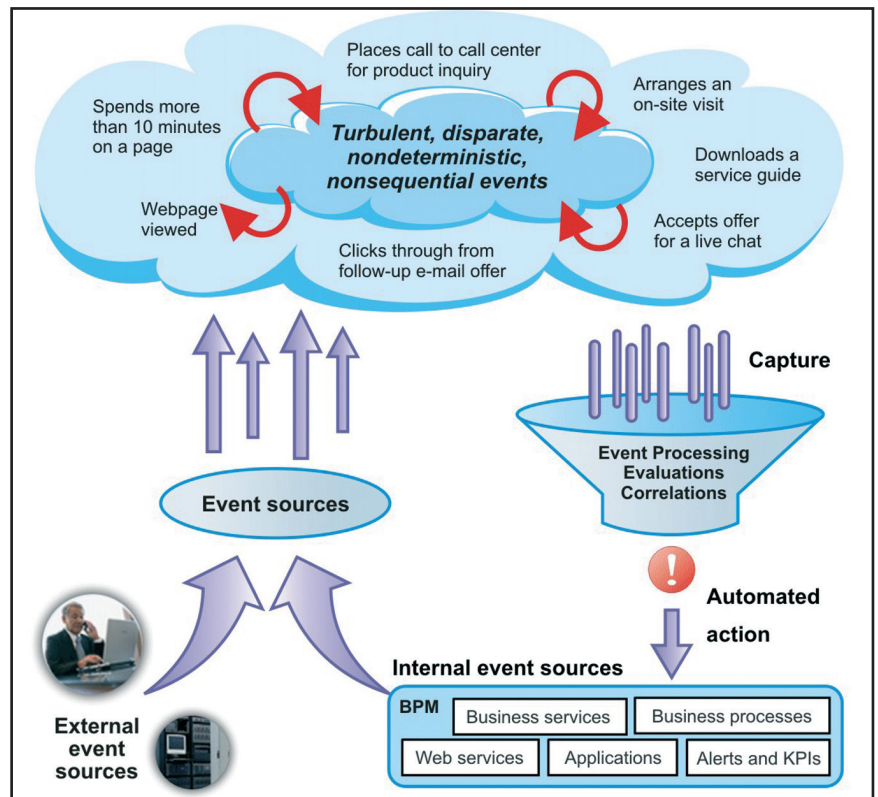 Places call to call center
for product inquiry
Spends more
than 10 minutes
on a page
Arranges an
on-site visit
Turbulent, disparate,
nondeterministic,
nonsequential events
Downloads a
service guide
Webpage
viewed
Accepts offer
for a live chat
Clicks through from
follow-up e-mail offer
Capture
Event Processing
Evaluations
Correlations
Event sources
!
Automated
action
Internal event sources
BPM
Business services
Business processes
Web services
Applications
Alerts and KPIs
External
event
sources